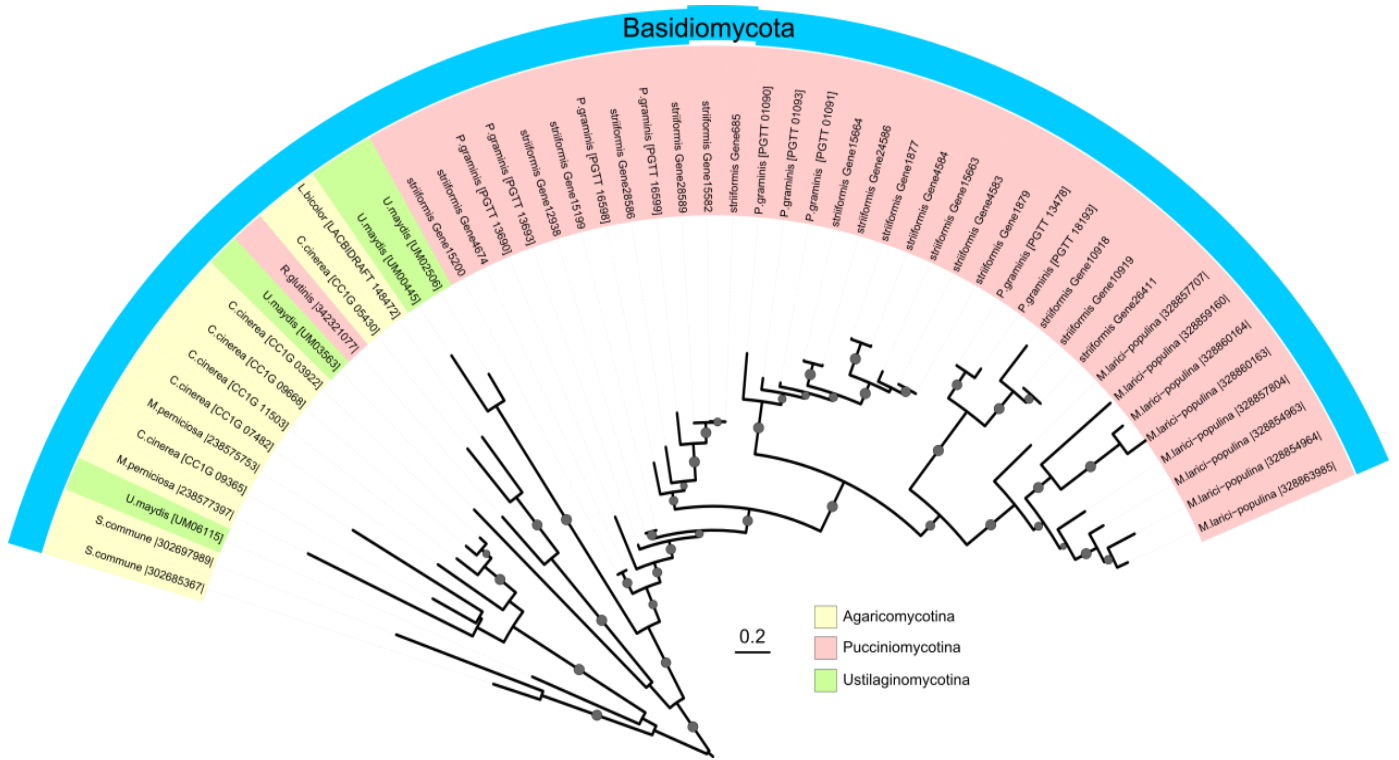 Basidiomycota
S.commune |302685367|
S.commune |302697989|
U.maydis [UM06115]
M.perniciosa |238577397|
C.cinerea [CC1G 09365]
M.perniciosa |238575753|
C.cinerea [CC1G 07482]
C.cinerea [CC1G 11503]
C.cinerea [CC1G 09668]
C.cinerea [CC1G 03922]
U.maydis [UM03563]
R.glutinis |342321077|
C.cinerea [CC1G 05430]
L.bicolor [LACBIDRAFT 148472]
U.maydis [UM00445]
U.maydis [UM02506]
striiformis Gene15200
striiformis Gene4674
P.graminis [PGTT 13690]
P.graminis [PGTT 13693]
striiformis Gene12938
striiformis Gene15199
P.graminis [PGTT 16598]
striiformis Gene28586
P.graminis [PGTT 16599]
striiformis Gene28589
striiformis Gene15582
striiformis Gene685
P.graminis [PGTT 01090]
P.graminis [PGTT 01093]
P.graminis [PGTT 01091]
striiformis Gene15664
striiformis Gene24586
striiformis Gene1877
striiformis Gene4584
striiformis Gene15663
striiformis Gene4583
striiformis Gene1879
P.graminis [PGTT 13478]
P.graminis [PGTT 18193]
striiformis Gene10918
striiformis Gene10919
striiformis Gene26411
M.larici−populina |328857707|
M.larici−populina |328859160|
M.larici−populina |328860164|
M.larici−populina |328860163|
M.larici−populina |328857804|
M.larici−populina |328854963|
M.larici−populina |328854964|
M.larici−populina |328863985|
0.2
Agaricomycotina
Pucciniomycotina
Ustilaginomycotina